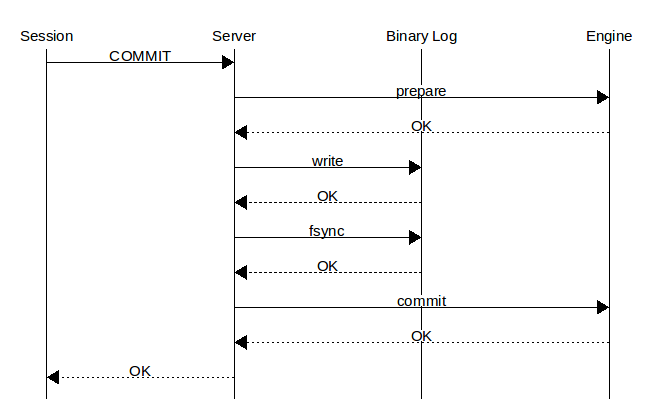 Session Server Binary Log Engine
COMMIT
prepare
OK
write
OK
fsync
OK
commit
OK
OK